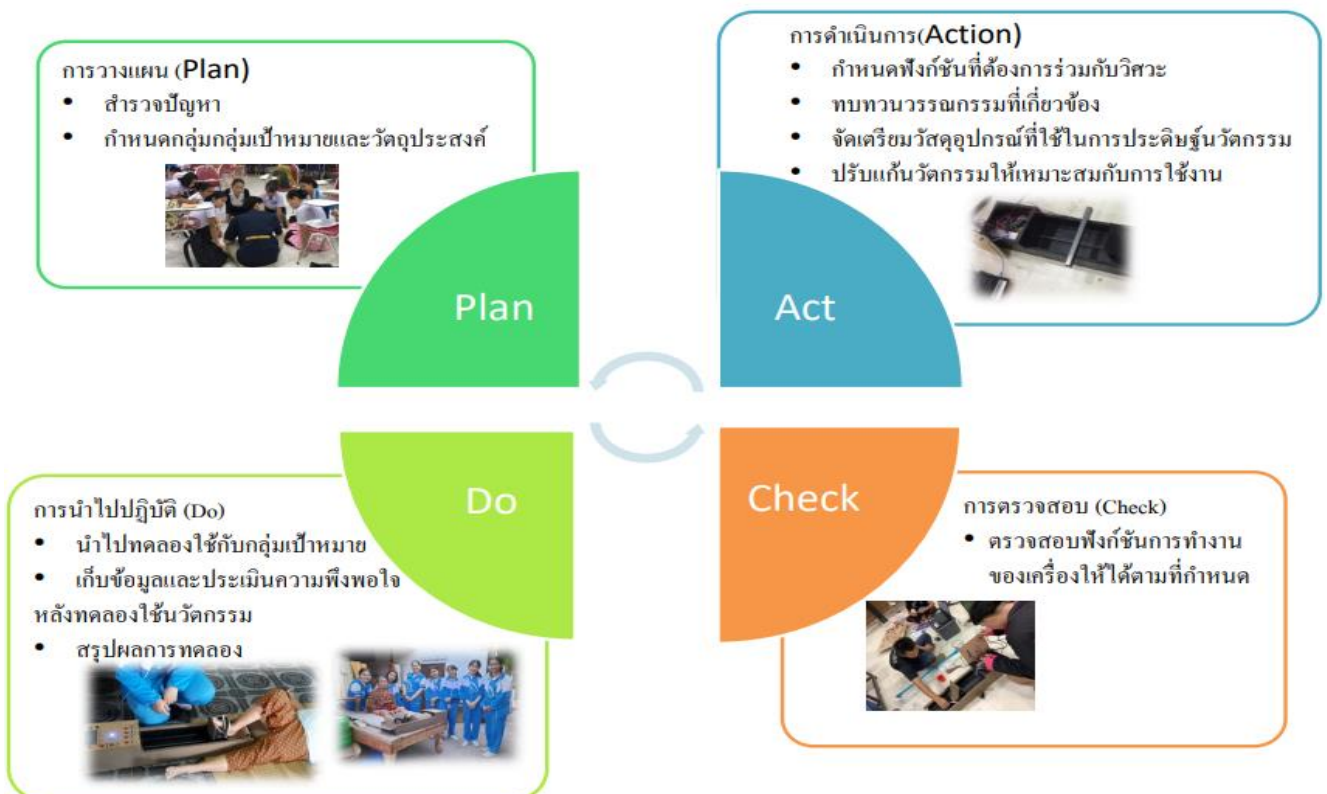 การวางแผน (Plan)
• สำรวจปัญหา
• กำหนดกลุ่มกลุ่มเป้าหมายและวัตถุประสงค์
Plan
การดำเนินการ(Action)
• กำหนดฟังก์ชันที่ต้องการร่วมกับวิศวะ
• ทบทวนวรรณกรรมที่เกี่ยวข้อง
• จัดเตรียมวัสดุอุปกรณ์ที่ใช้ในการประดิษฐ์นวัตกรรม
• ปรับแก้นวัตกรรมให้เหมาะสมกับการใช้งาน
Act
การนำไปปฏิบัติ (Do)
• นำไปทดลองใช้กับกลุ่มเป้าหมาย
• เก็บข้อมูลและประเมินความพึงพอใจ
หลังทดลองใช้นวัตกรรม
• สรุปผลการทดลอง
Do
การตรวจสอบ (Check)
• ตรวจสอบฟังก์ชันการทำงาน
ของเครื่องให้ได้ตามที่กำหนด
Check